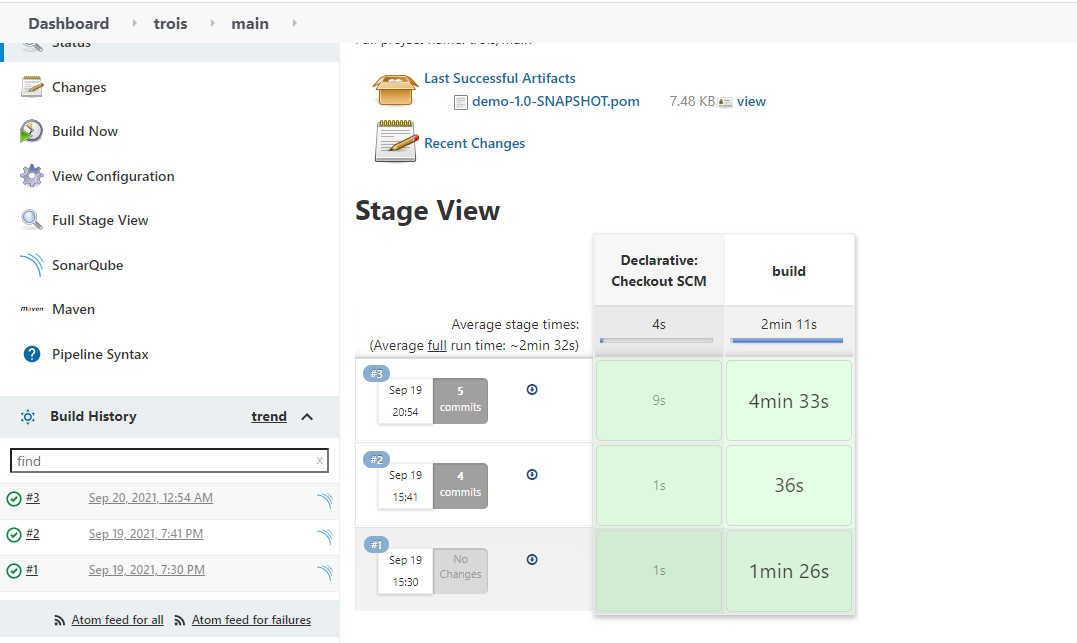 Dashboard trois main
Status
Changes
Build Now
View Configuration
Full Stage View
SonarQube
maven Maven
? Pipeline Syntax
Build History trend
find x
#3 Sep 20, 2021, 12:54 AM
#2 Sep 19, 2021, 7:41 PM
#1 Sep 19, 2021, 7:30 PM
Atom feed for all Atom feed for failures
Full project name: trois/main
Last Successful Artifacts
demo-1.0-SNAPSHOT.pom 7.48 KB view
Recent Changes
Stage View
Declarative:
Checkout SCM
build
Average stage times:
(Average full run time: ~2min 32s)
4s
2min 11s
#3
Sep 19
20:54
5
commits
9s
4min 33s
#2
Sep 19
15:41
4
commits
1s
36s
#1
Sep 19
15:30
No
Changes
1s
1min 26s